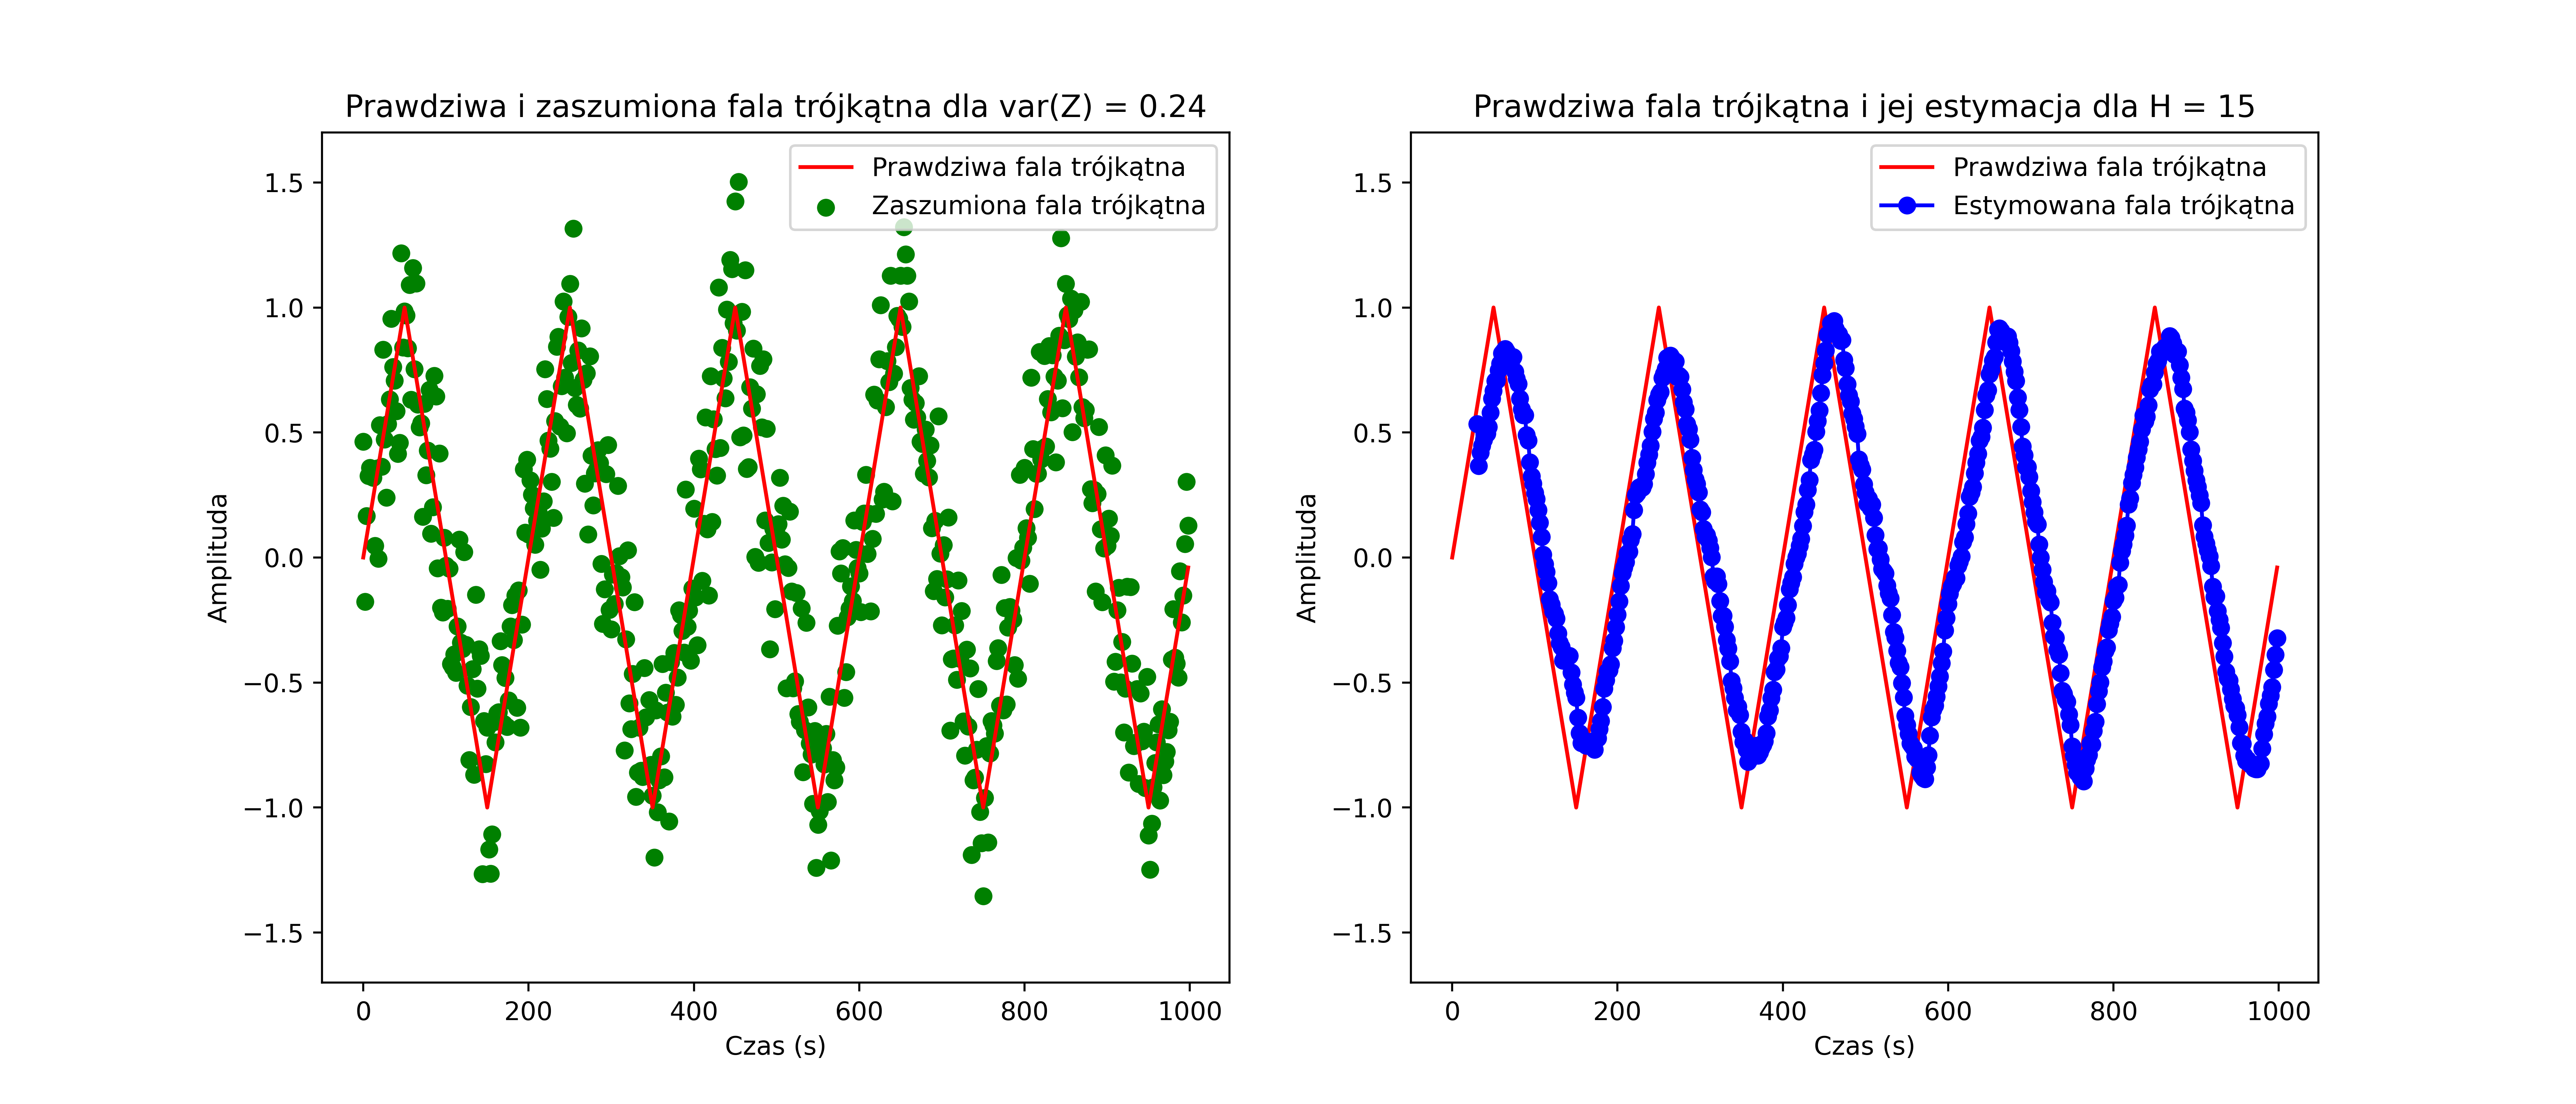 Prawdziwa i zaszumiona fala trójkątna dla var(Z) = 0.24
Prawdziwa fala trójkątna
Zaszumiona fala trójkątna
1.5
1.0
0.5
0.0
−0.5
−1.0
−1.5
Amplituda
0 200 400 600 800 1000
Czas (s)
Prawdziwa fala trójkątna i jej estymacja dla H = 15
Prawdziwa fala trójkątna
Estymowana fala trójkątna
1.5
1.0
0.5
0.0
−0.5
−1.0
−1.5
Amplituda
0 200 400 600 800 1000
Czas (s)